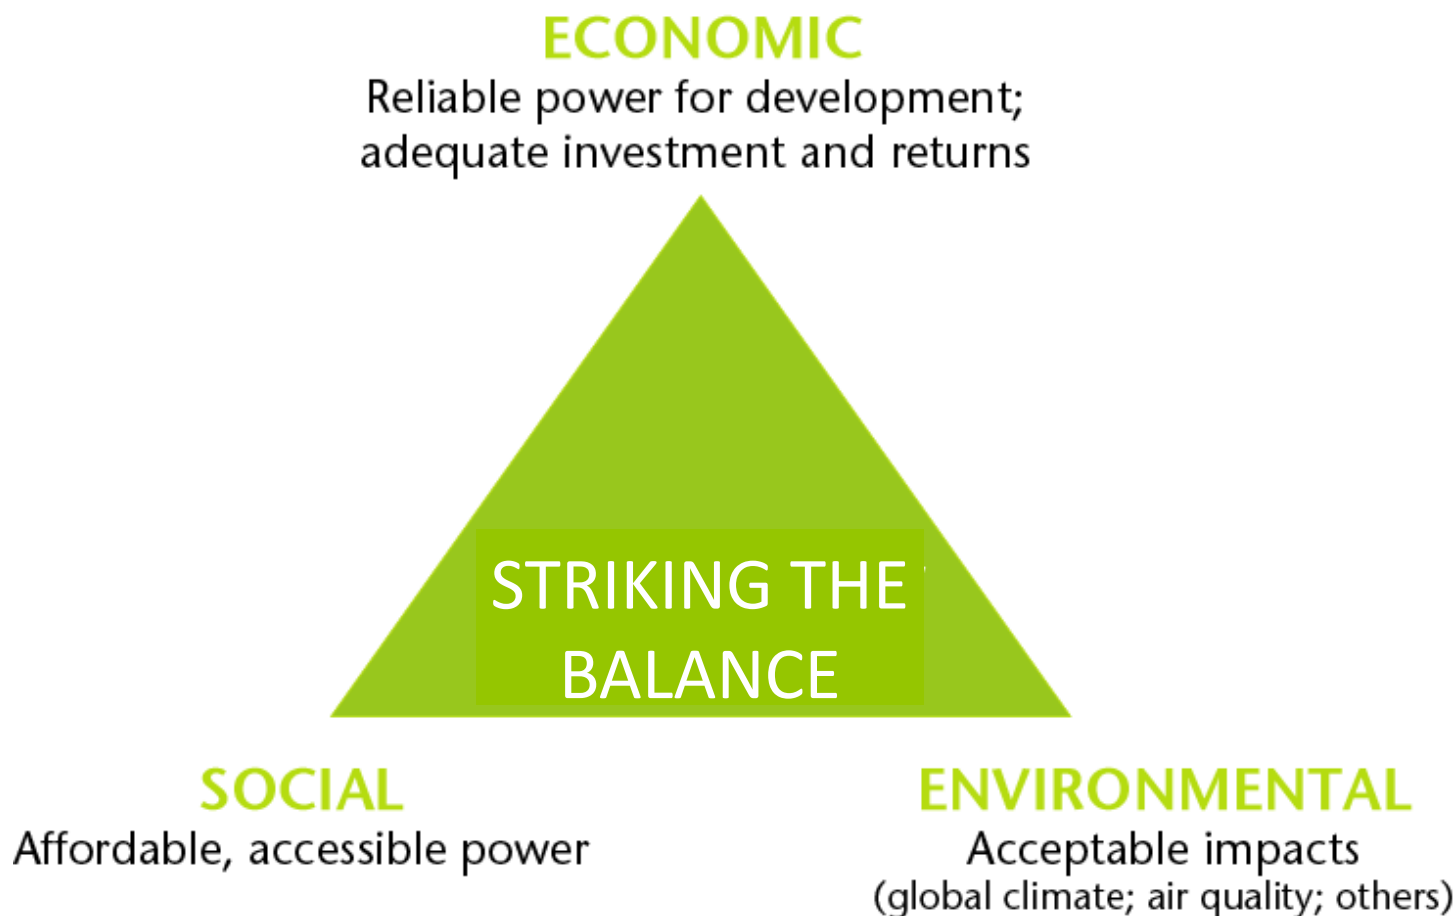 ECONOMIC
Reliable power for development;
adequate investment and returns
STRIKING THE
BALANCE
SOCIAL
Affordable, accessible power
ENVIRONMENTAL
Acceptable impacts
(global climate; air quality; others)